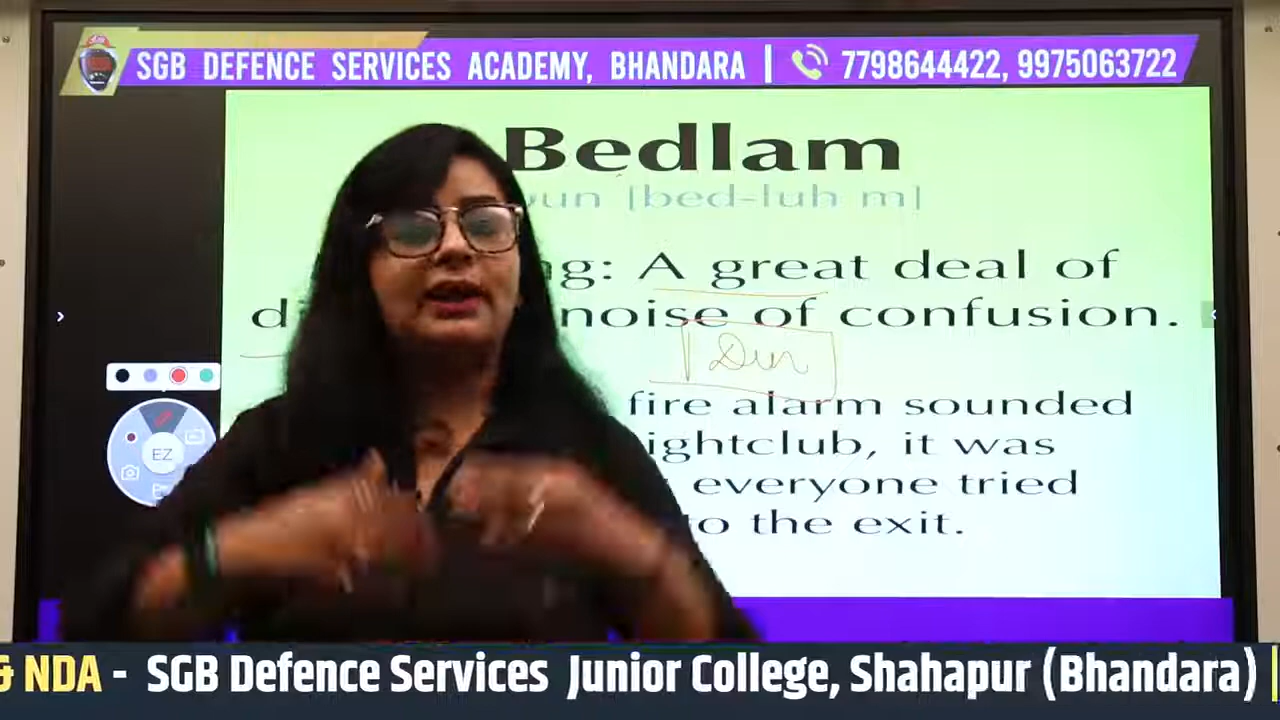 SGB DEFENCE SERVICES ACADEMY, BHANDARA | 7798644422, 9975063722
Bedlam
[bed-luh m]
A great deal of
noise of confusion.
Din
fire alarm sounded
it was
everyone tried
the exit.
EZ
& NDA - SGB Defence Services Junior College, Shahapur (Bhandara) |